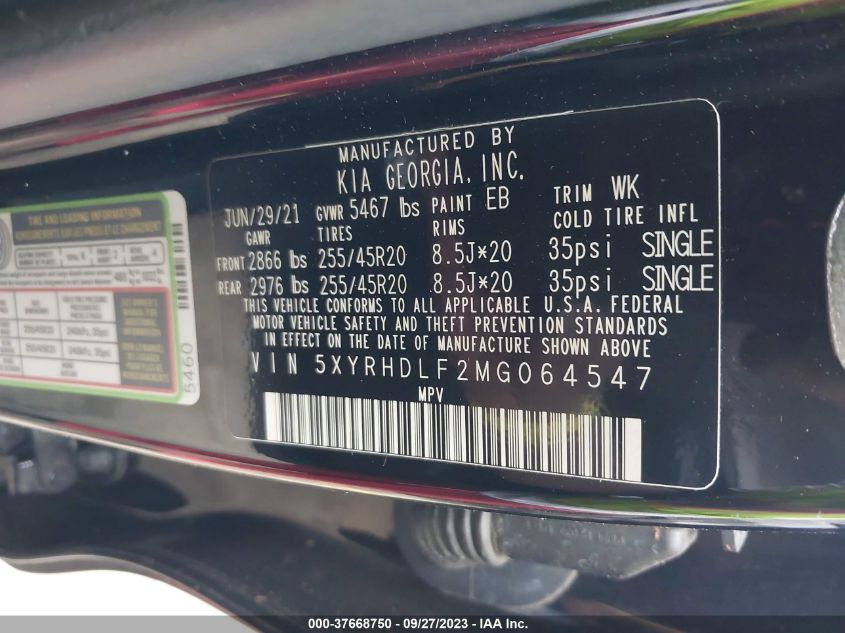 MANUFACTURED BY
KIA GEORGIA, INC.
JUN/29/21 GVWR 5467 lbs PAINT EB TRIM WK
GAWR TIRES RIMS COLD TIRE INFL
FRONT 2866 lbs 255/45R20 8.5J*20 35psi SINGLE
REAR 2976 lbs 255/45R20 8.5J*20 35psi SINGLE
THIS VEHICLE CONFORMS TO ALL APPLICABLE U.S.A. FEDERAL
MOTOR VEHICLE SAFETY AND THEFT PREVENTION STANDARDS
IN EFFECT ON THE DATE OF MANUFACTURE SHOWN ABOVE
VIN 5XYRHDLF2MG064547
MPV
TIRE AND LOADING INFORMATION
5460
000-37668750 / 09/27/2023 - IAA Inc.